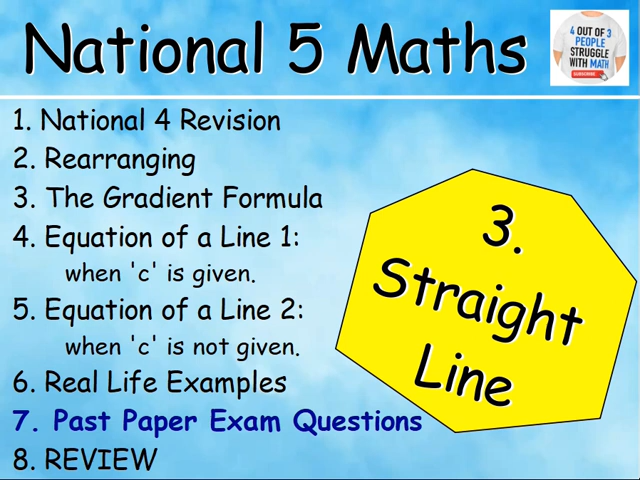 National 5 Maths
4 OUT OF 3
PEOPLE
STRUGGLE
WITH MATH
SUBSCRIBE
1. National 4 Revision
2. Rearranging
3. The Gradient Formula
4. Equation of a Line 1:
when 'c' is given.
5. Equation of a Line 2:
when 'c' is not given.
6. Real Life Examples
7. Past Paper Exam Questions
8. REVIEW
3.
Straight
Line